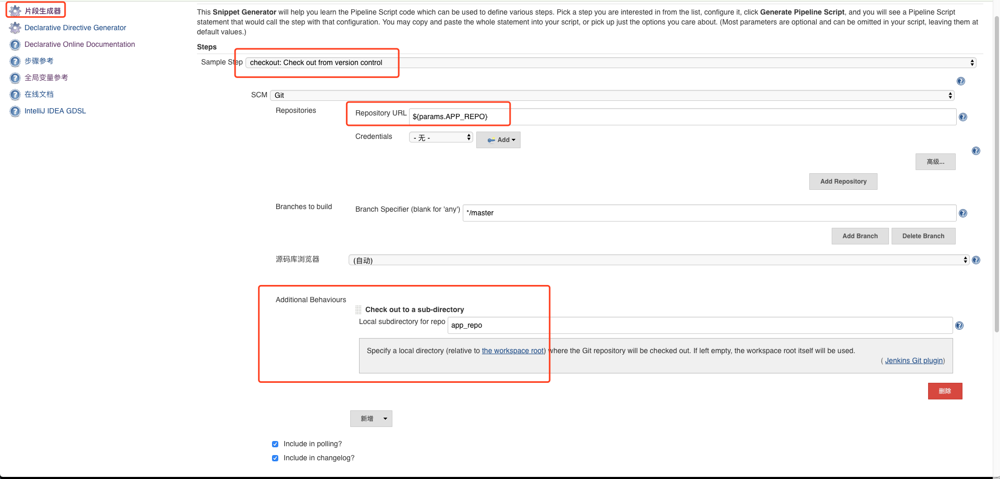 片段生成器
Declarative Directive Generator
Declarative Online Documentation
步骤参考
全局变量参考
在线文档
IntelliJ IDEA GDSL
This Snippet Generator will help you learn the Pipeline Script code which can be used to define various steps. Pick a step you are interested in from the list, configure it, click Generate Pipeline Script, and you will see a Pipeline Script
statement that would call the step with that configuration. You may copy and paste the whole statement into your script, or pick up just the options you care about. (Most parameters are optional and can be omitted in your script, leaving them at
default values.)
Steps
Sample Step checkout: Check out from version control
SCM Git
Repositories
Repository URL ${params.APP_REPO}
Credentials - 无 - Add
高级...
Add Repository
Branches to build
Branch Specifier (blank for 'any') */master
Add Branch Delete Branch
源码库浏览器 (自动)
Additional Behaviours
Check out to a sub-directory
Local subdirectory for repo app_repo
Specify a local directory (relative to the workspace root) where the Git repository will be checked out. If left empty, the workspace root itself will be used.
( Jenkins Git plugin)
删除
新增
Include in polling?
Include in changelog?